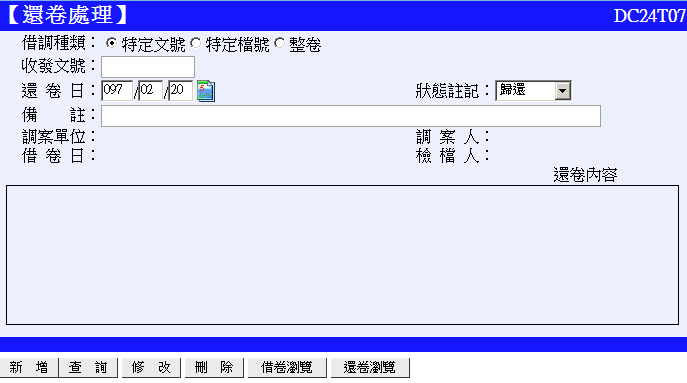 【還卷處理】 DC24T07
借調種類： 特定文號 特定檔號 整卷
收發文號：
還 卷 日： 097 /02 /20 狀態註記： 歸還
備 註：
調案單位： 調 案 人：
借 卷 日： 檢 檔 人：
還卷內容
新 增 查 詢 修 改 刪 除 借卷瀏覽 還卷瀏覽